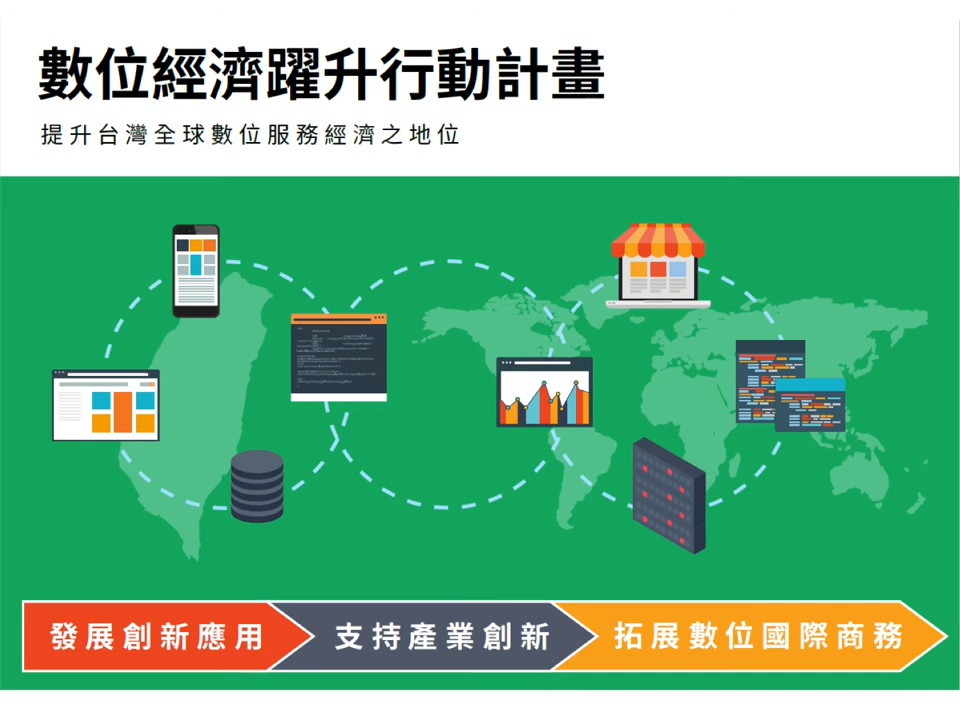 數位經濟躍升行動計畫
提升台灣全球數位服務經濟之地位
發展創新應用
支持產業創新
拓展數位國際商務